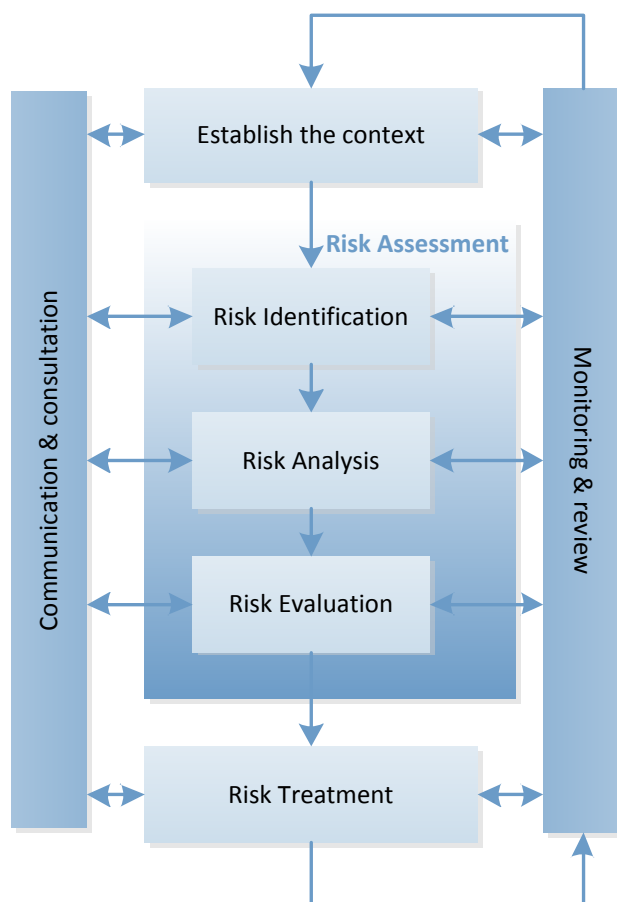 Establish the context
Risk Assessment
Risk Identification
Risk Analysis
Risk Evaluation
Risk Treatment
Communication & consultation
Monitoring & review